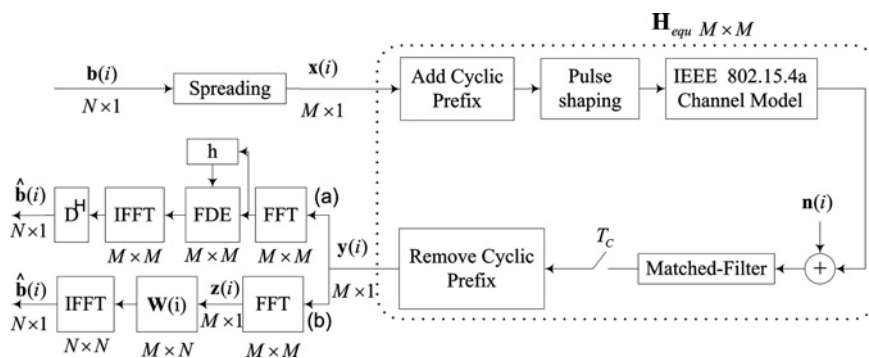 H_equ M×M
b(i)
N×1
Spreading
x(i)
M×1
Add Cyclic
Prefix
Pulse
shaping
IEEE 802.15.4a
Channel Model
h
b̂(i)
N×1
D^H
IFFT
M×M
FDE
M×M
FFT
M×M
(a)
y(i)
M×1
Remove Cyclic
Prefix
T_C
Matched-Filter
n(i)
+
b̂(i)
N×1
IFFT
N×N
W(i)
M×N
z(i)
M×1
FFT
M×M
(b)